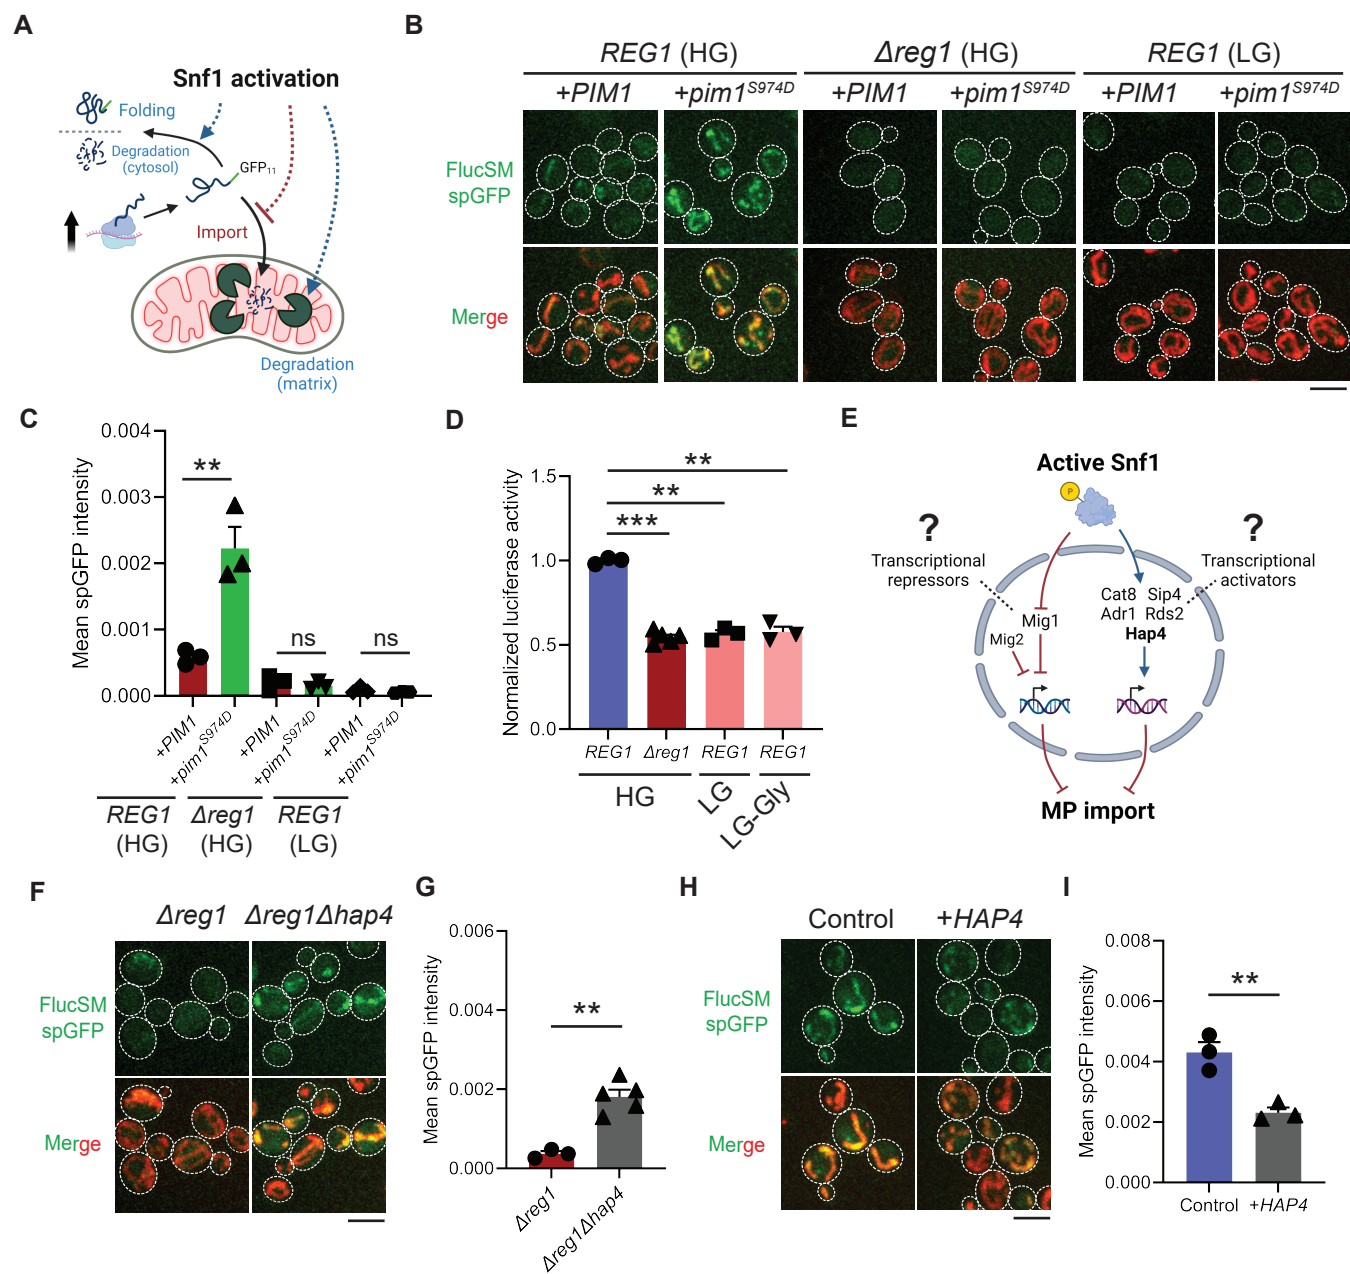 A
Snf1 activation
Folding
Degradation
(cytosol)
GFP11
Import
Degradation
(matrix)
B
REG1 (HG)
Δreg1 (HG)
REG1 (LG)
+PIM1
+pim1S974D
+PIM1
+pim1S974D
+PIM1
+pim1S974D
FlucSM
spGFP
Merge
C
Mean spGFP intensity
0.004
0.003
0.002
0.001
0.000
**
ns
ns
+PIM1
+pim1S974D
+PIM1
+pim1S974D
+PIM1
+pim1S974D
REG1
(HG)
Δreg1
(HG)
REG1
(LG)
D
Normalized luciferase activity
1.5
1.0
0.5
0.0
**
**
***
REG1
Δreg1
REG1
REG1
HG
LG
LG-Gly
E
Active Snf1
P
?
?
Transcriptional
repressors
Transcriptional
activators
Cat8 Sip4
Adr1 Rds2
Hap4
Mig1
Mig2
MP import
F
Δreg1
Δreg1Δhap4
FlucSM
spGFP
Merge
G
Mean spGFP intensity
0.006
0.004
0.002
0.000
**
Δreg1
Δreg1Δhap4
H
Control
+HAP4
FlucSM
spGFP
Merge
I
Mean spGFP intensity
0.008
0.006
0.004
0.002
0.000
**
Control
+HAP4